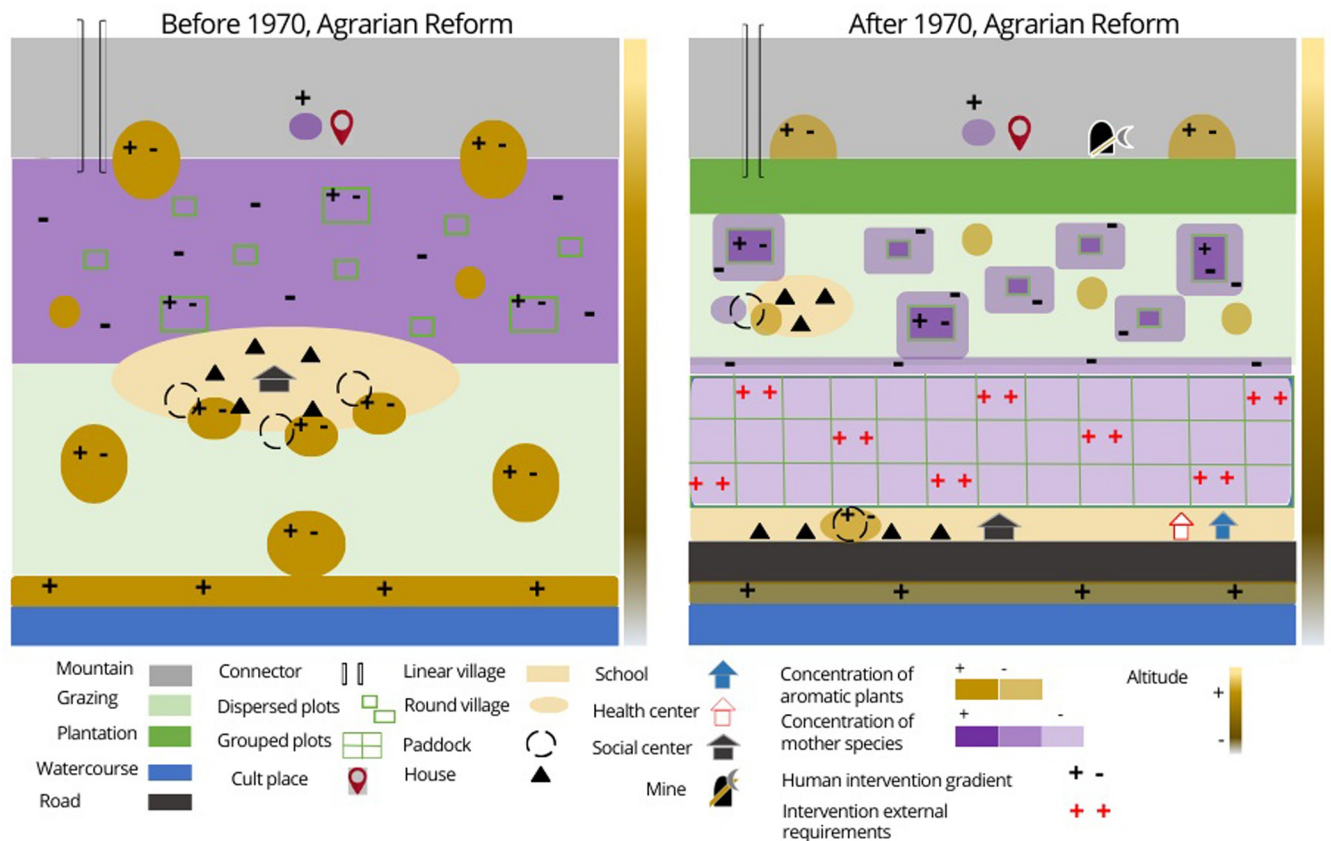 Before 1970, Agrarian Reform
After 1970, Agrarian Reform
Mountain
Grazing
Plantation
Watercourse
Road
Connector
Dispersed plots
Grouped plots
Cult place
Linear village
Round village
Paddock
House
School
Health center
Social center
Mine
Concentration of
aromatic plants
+ -
Concentration of
mother species
+ -
Human intervention gradient
+ -
Intervention external
requirements
+ +
Altitude
+
-